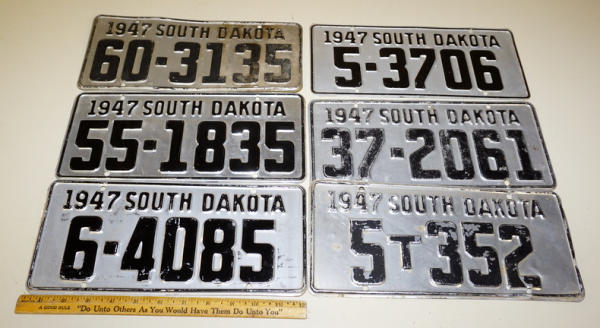 1947 SOUTH DAKOTA
60-3135
1947 SOUTH DAKOTA
5-3706
1947 SOUTH DAKOTA
55-1835
1947 SOUTH DAKOTA
37-2061
1947 SOUTH DAKOTA
6-4085
1947 SOUTH DAKOTA
5T352
A GOOD RULE "Do Unto Others As You Would Have Them Do Unto You"